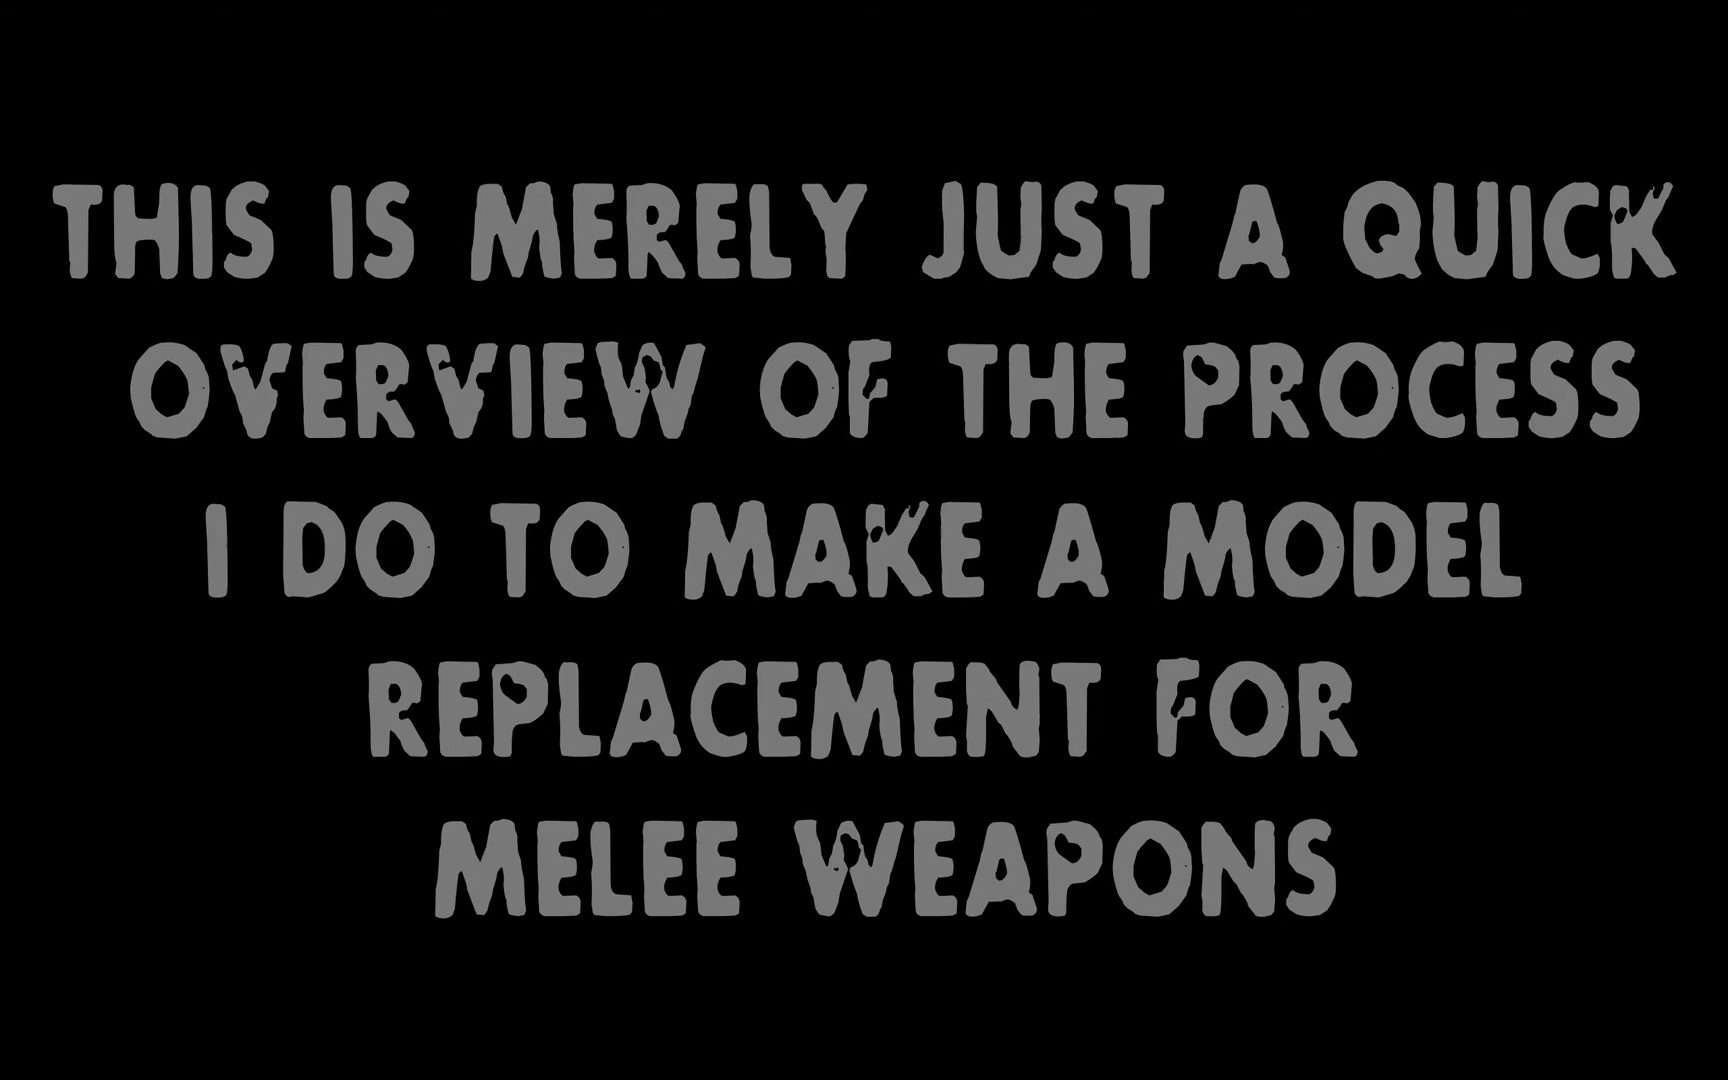 THIS IS MERELY JUST A QUICK
OVERVIEW OF THE PROCESS
I DO TO MAKE A MODEL
REPLACEMENT FOR
MELEE WEAPONS